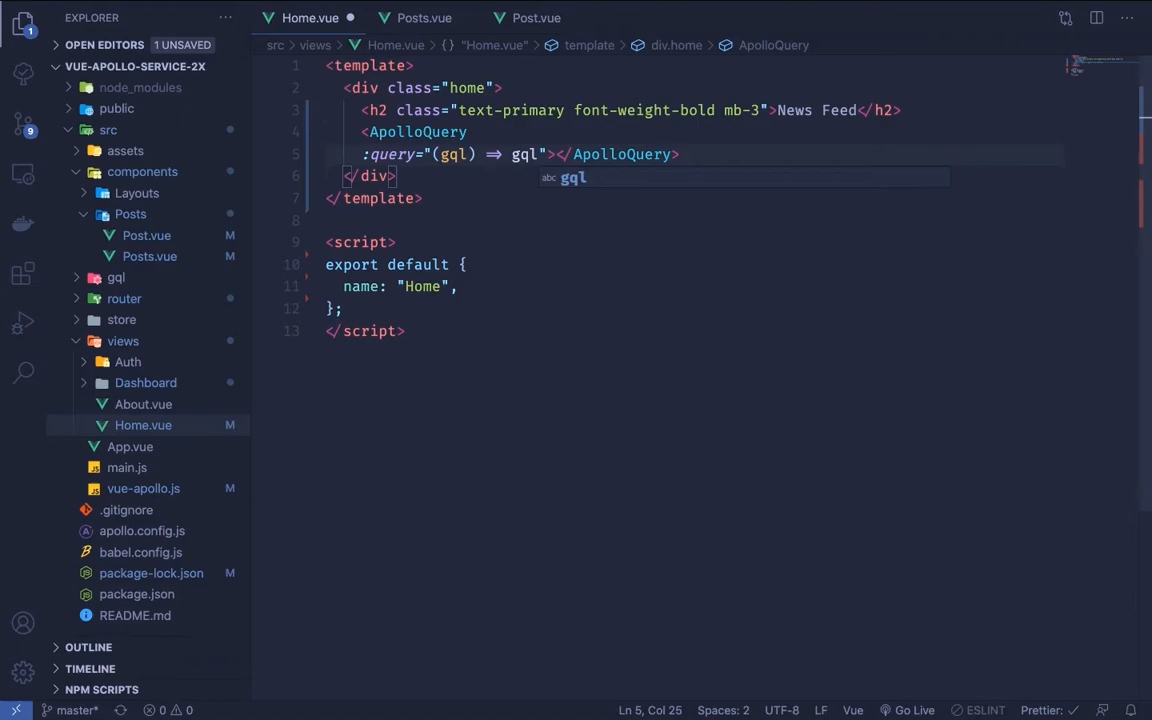 EXPLORER ···
OPEN EDITORS 1 UNSAVED
VUE-APOLLO-SERVICE-2X
node_modules
public
src
assets
components
Layouts
Posts
Post.vue M
Posts.vue M
gql
router
store
views
Auth
Dashboard
About.vue
Home.vue M
App.vue
main.js
vue-apollo.js M
.gitignore
apollo.config.js
babel.config.js
package-lock.json M
package.json
README.md
OUTLINE
TIMELINE
NPM SCRIPTS
1
9
Home.vue Posts.vue Post.vue ···
src > views > Home.vue > {} "Home.vue" > template > div.home > ApolloQuery
1 <template>
2 <div class="home">
3 <h2 class="text-primary font-weight-bold mb-3">News Feed</h2>
4 <ApolloQuery
5 :query="(gql) => gql"></ApolloQuery>
abc gql
6 </div>
7 </template>
8
9 <script>
10 export default {
11 name: "Home",
12 };
13 </script>
master* 0 0 Ln 5, Col 25 Spaces: 2 UTF-8 LF Vue Go Live ESLINT Prettier: ✓